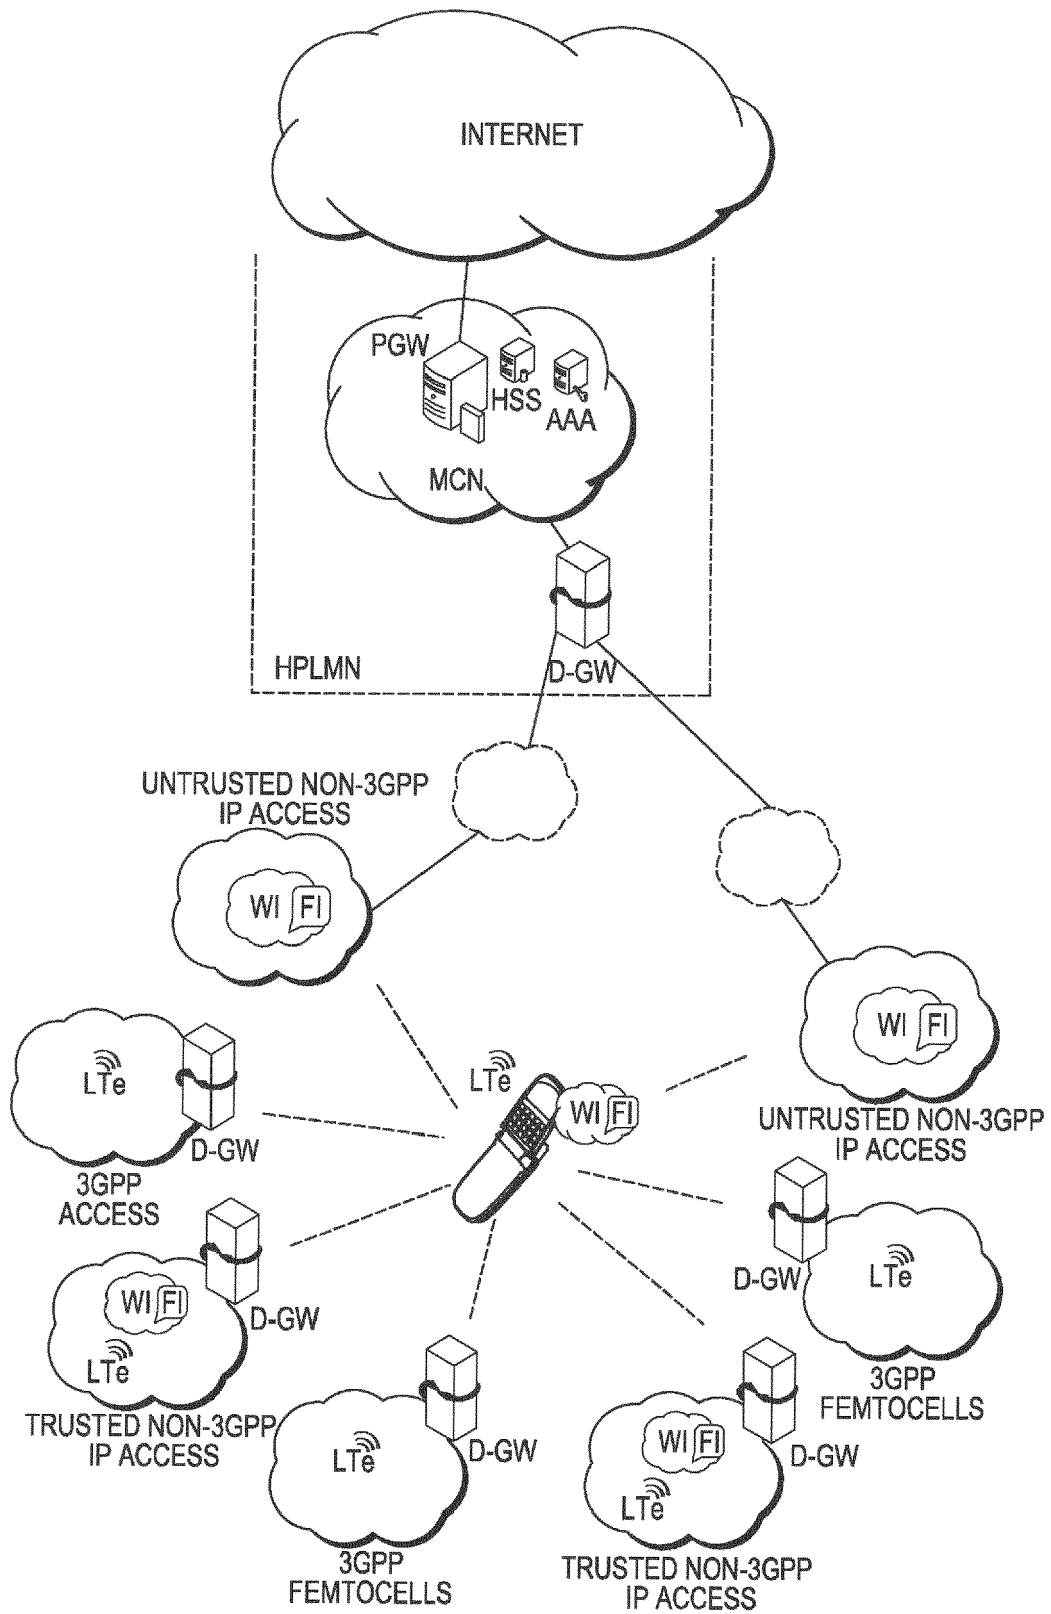 INTERNET
PGW
HSS
AAA
MCN
D-GW
HPLMN
UNTRUSTED NON-3GPP
IP ACCESS
WI FI
WI FI
UNTRUSTED NON-3GPP
IP ACCESS
LTe
D-GW
3GPP
ACCESS
LTe
WI FI
D-GW
LTe
3GPP
FEMTOCELLS
WI FI
LTe
D-GW
TRUSTED NON-3GPP
IP ACCESS
LTe
D-GW
3GPP
FEMTOCELLS
WI FI
LTe
D-GW
TRUSTED NON-3GPP
IP ACCESS